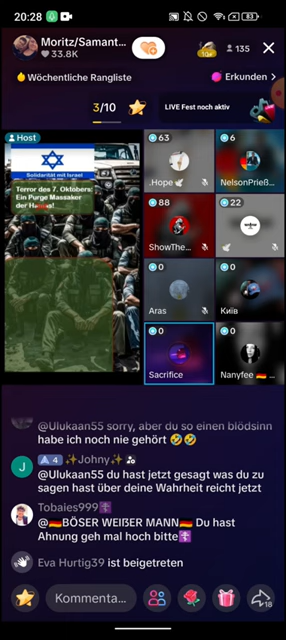 20:28
83
Moritz/Samant...
33.8K
135
Wöchentliche Rangliste
Erkunden >
3/10
LIVE Fest noch aktiv
Host
Solidarität mit Israel
Terror des 7. Oktobers:
Ein Purge Massaker
der Hamas!
63
.Hope
6
NelsonPrieß...
88
ShowThe...
22
0
Aras
0
Київ
0
Sacrifice
0
Nanyfee
@Ulukaan55 sorry, aber du so einen blödsinn
habe ich noch nie gehört 🤣🤣
A 4 ✨Johny✨
@Ulukaan55 du hast jetzt gesagt was du zu
sagen hast über deine Wahrheit reicht jetzt
Tobaies999☦️
@🇩🇪BÖSER WEIẞER MANN🇩🇪 Du hast
Ahnung geh mal hoch bitte☦️
Eva Hurtig39 ist beigetreten
Kommenta...
18